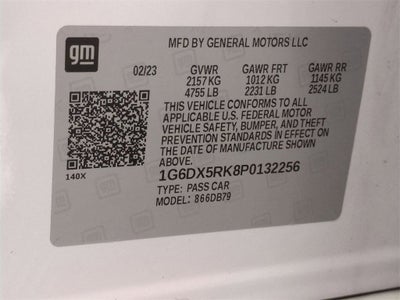 gm
MFD BY GENERAL MOTORS LLC
02/23 GVWR GAWR FRT GAWR RR
2157 KG 1012 KG 1145 KG
4755 LB 2231 LB 2524 LB
THIS VEHICLE CONFORMS TO ALL
APPLICABLE U.S. FEDERAL MOTOR
VEHICLE SAFETY, BUMPER, AND THEFT
PREVENTION STANDARDS IN EFFECT ON
THE DATE OF MANUFACTURE SHOWN
ABOVE.
140X
1G6DX5RK8P0132256
TYPE: PASS CAR
MODEL: 866DB79